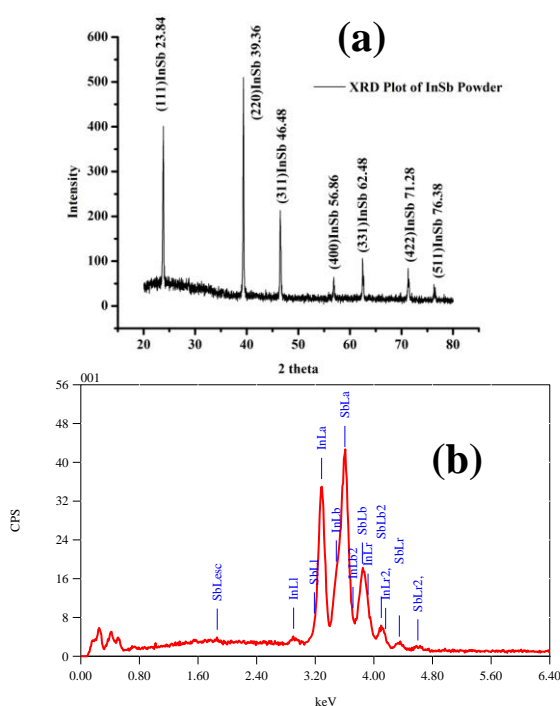 (a)
600
500
400
300
200
100
0
Intensity
(111)InSb 23.84
(220)InSb 39.36
(311)InSb 46.48
(400)InSb 56.86
(331)InSb 62.48
(422)InSb 71.28
(511)InSb 76.38
XRD Plot of InSb Powder
20 30 40 50 60 70 80
2 theta
(b)
001
56
48
40
32
24
16
8
0
CPS
SbLesc
InLl
SbLl
InLa
InLb
SbLa
InLb2
SbLb
InLr
SbLb2
InLr2,
SbLr
SbLr2,
0.00 0.80 1.60 2.40 3.20 4.00 4.80 5.60 6.40
keV